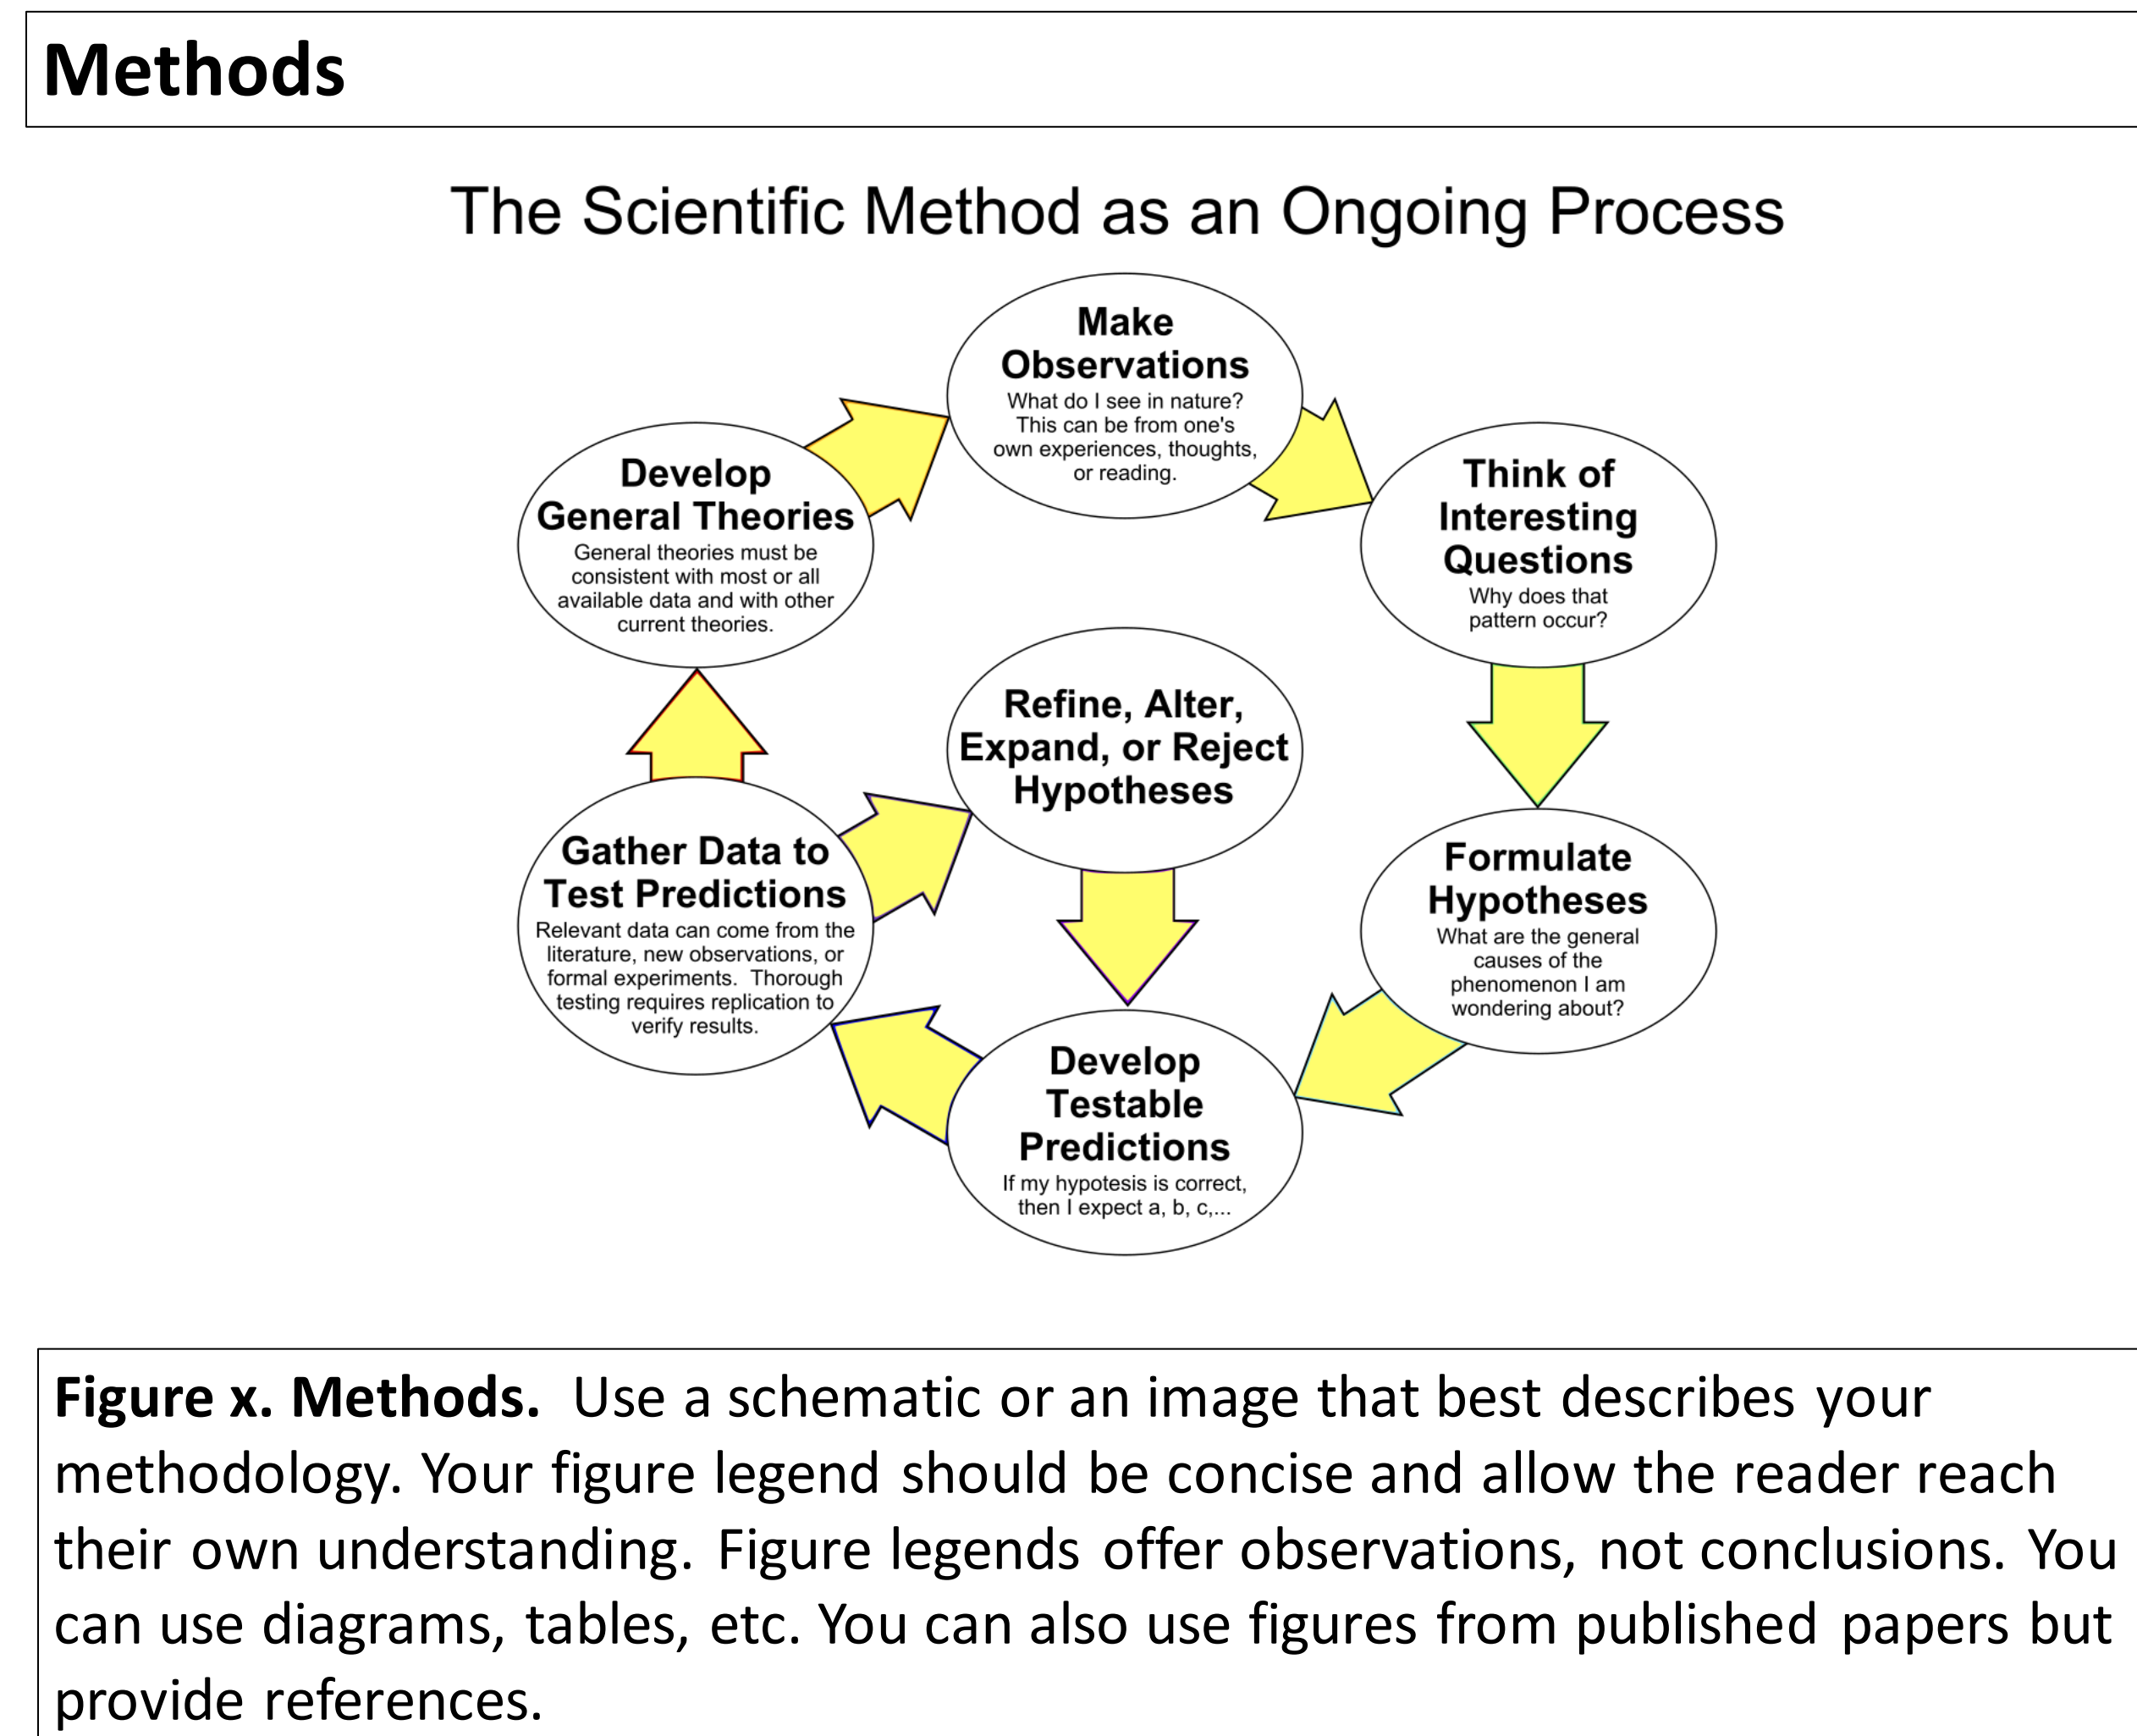 Methods
The Scientific Method as an Ongoing Process
Make
Observations
What do I see in nature?
This can be from one's
own experiences, thoughts,
or reading.
Think of
Interesting
Questions
Why does that
pattern occur?
Formulate
Hypotheses
What are the general
causes of the
phenomenon I am
wondering about?
Develop
Testable
Predictions
If my hypotesis is correct,
then I expect a, b, c,...
Gather Data to
Test Predictions
Relevant data can come from the
literature, new observations, or
formal experiments. Thorough
testing requires replication to
verify results.
Refine, Alter,
Expand, or Reject
Hypotheses
Develop
General Theories
General theories must be
consistent with most or all
available data and with other
current theories.
Figure x. Methods. Use a schematic or an image that best describes your
methodology. Your figure legend should be concise and allow the reader reach
their own understanding. Figure legends offer observations, not conclusions. You
can use diagrams, tables, etc. You can also use figures from published papers but
provide references.